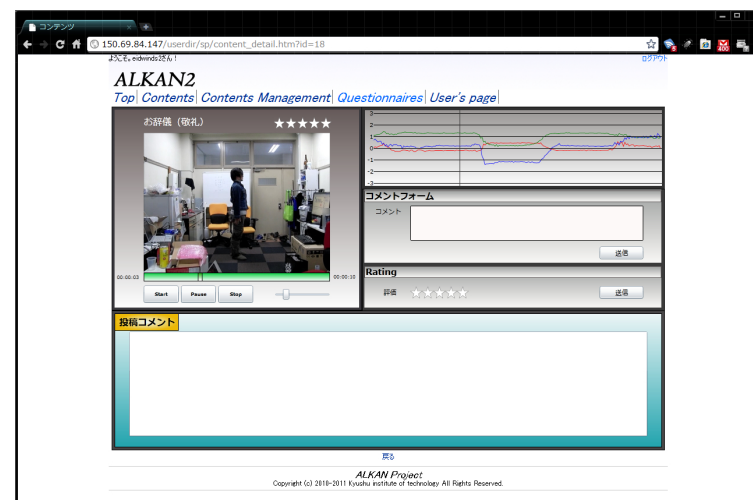 コンテンツ
150.69.84.147/userdir/sp/content_detail.htm?id=18
400
ようこそ。eidwinds2さん！
ログアウト
ALKAN2
Top Contents Contents Management Questionnaires User's page
お辞儀（敬礼） ★★★★★
00:00:03
00:00:10
Start Pause Stop
3
2
1
0
-1
-2
-3
コメントフォーム
コメント
送信
Rating
評価 ☆☆☆☆☆ 送信
投稿コメント
戻る
ALKAN Project
Copyright (c) 2010-2011 Kyushu institute of technology All Rights Reserved.